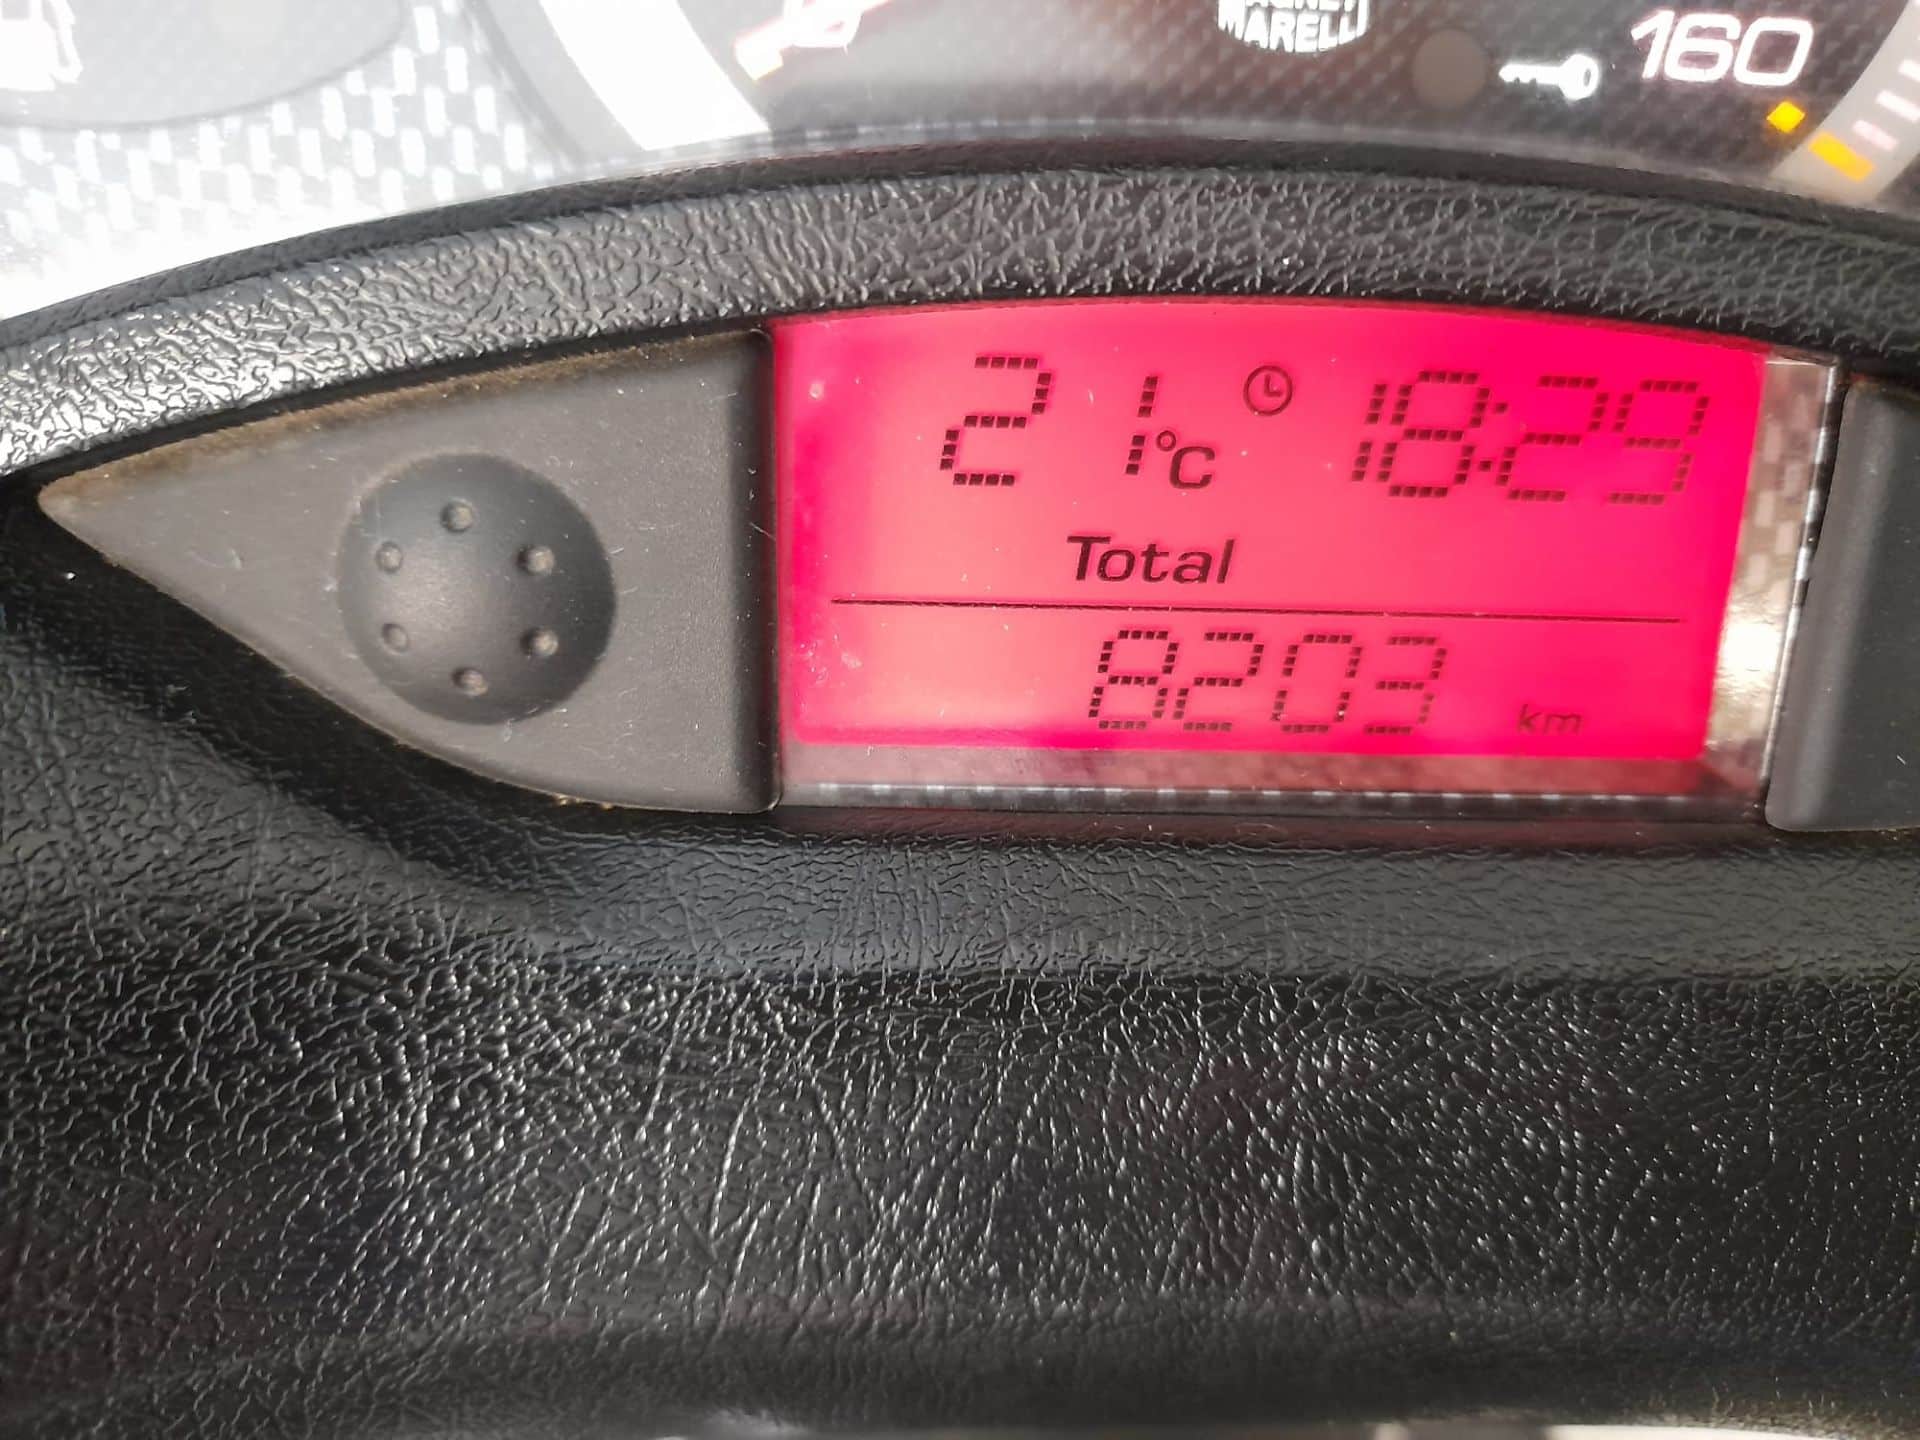 MARELLI
160
21 °C 18:29
Total
8203 km